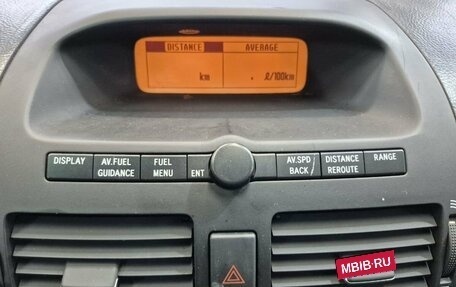 DISTANCE AVERAGE
km . ℓ/100km
DISPLAY AV.FUEL GUIDANCE FUEL MENU ENT AV.SPD BACK/ DISTANCE REROUTE RANGE
MBIB·RU